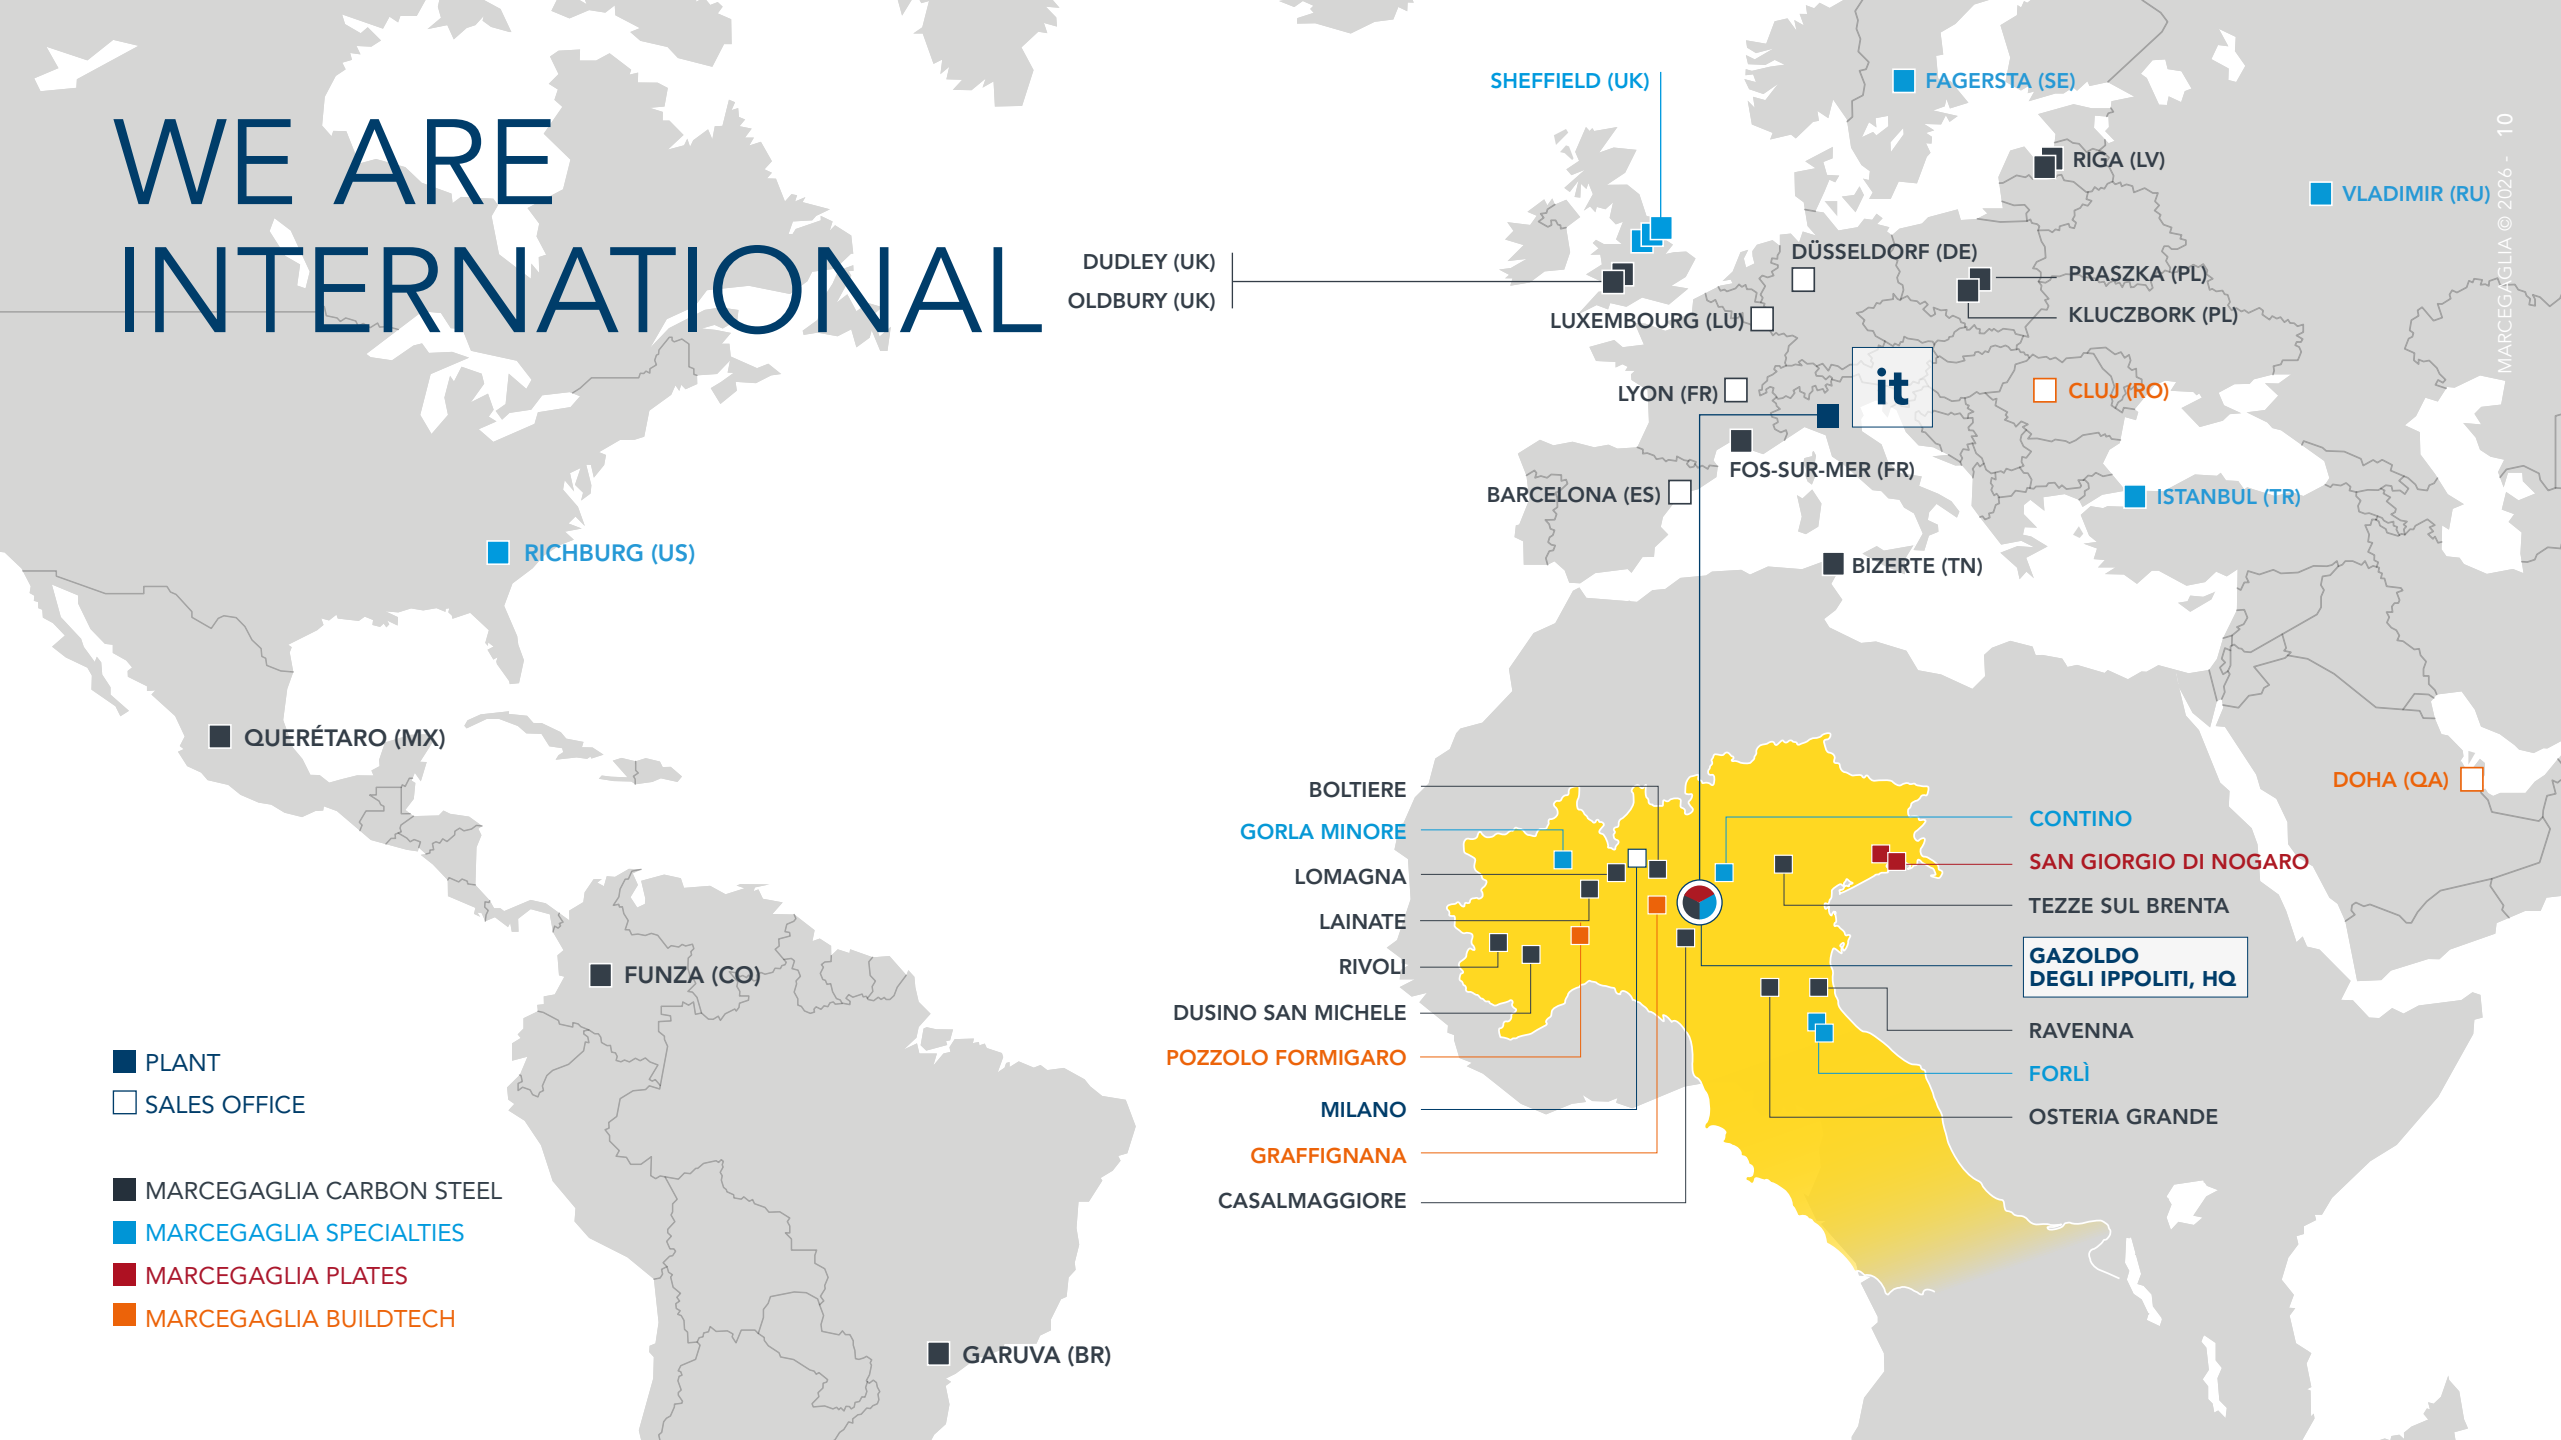 WE ARE
INTERNATIONAL
SHEFFIELD (UK)
FAGERSTA (SE)
RIGA (LV)
VLADIMIR (RU)
DUDLEY (UK)
OLDBURY (UK)
DÜSSELDORF (DE)
PRASZKA (PL)
KLUCZBORK (PL)
LUXEMBOURG (LU)
it
LYON (FR)
CLUJ (RO)
FOS-SUR-MER (FR)
BARCELONA (ES)
ISTANBUL (TR)
RICHBURG (US)
BIZERTE (TN)
QUERÉTARO (MX)
DOHA (QA)
FUNZA (CO)
GARUVA (BR)
BOLTIERE
GORLA MINORE
LOMAGNA
LAINATE
RIVOLI
DUSINO SAN MICHELE
POZZOLO FORMIGARO
MILANO
GRAFFIGNANA
CASALMAGGIORE
CONTINO
SAN GIORGIO DI NOGARO
TEZZE SUL BRENTA
GAZOLDO
DEGLI IPPOLITI, HQ
RAVENNA
FORLÌ
OSTERIA GRANDE
PLANT
SALES OFFICE
MARCEGAGLIA CARBON STEEL
MARCEGAGLIA SPECIALTIES
MARCEGAGLIA PLATES
MARCEGAGLIA BUILDTECH
MARCEGAGLIA © 2026 - 10